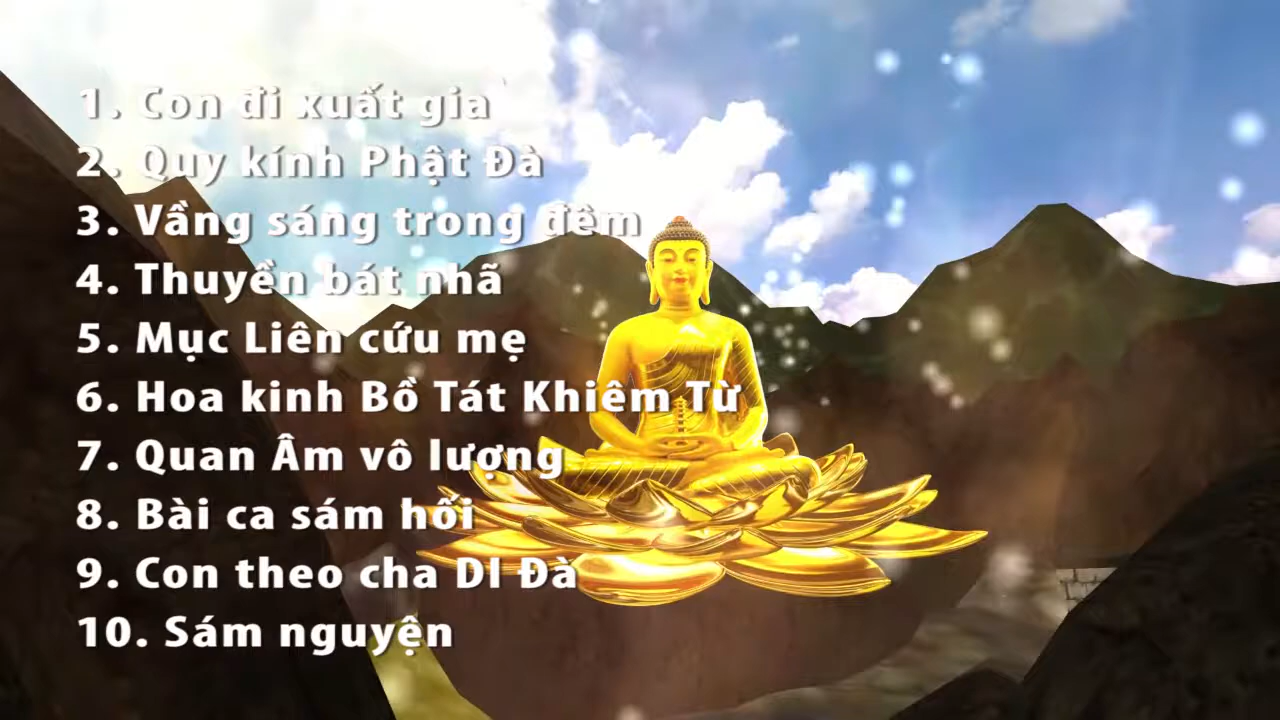 1. Con đi xuất gia
2. Quy kính Phật Đà
3. Vầng sáng trong đềm
4. Thuyền bát nhã
5. Mục Liên cứu mẹ
6. Hoa kinh Bồ Tát Khiêm Từ
7. Quan Âm vô lượng
8. Bài ca sám hối
9. Con theo cha DI Đà
10. Sám nguyện